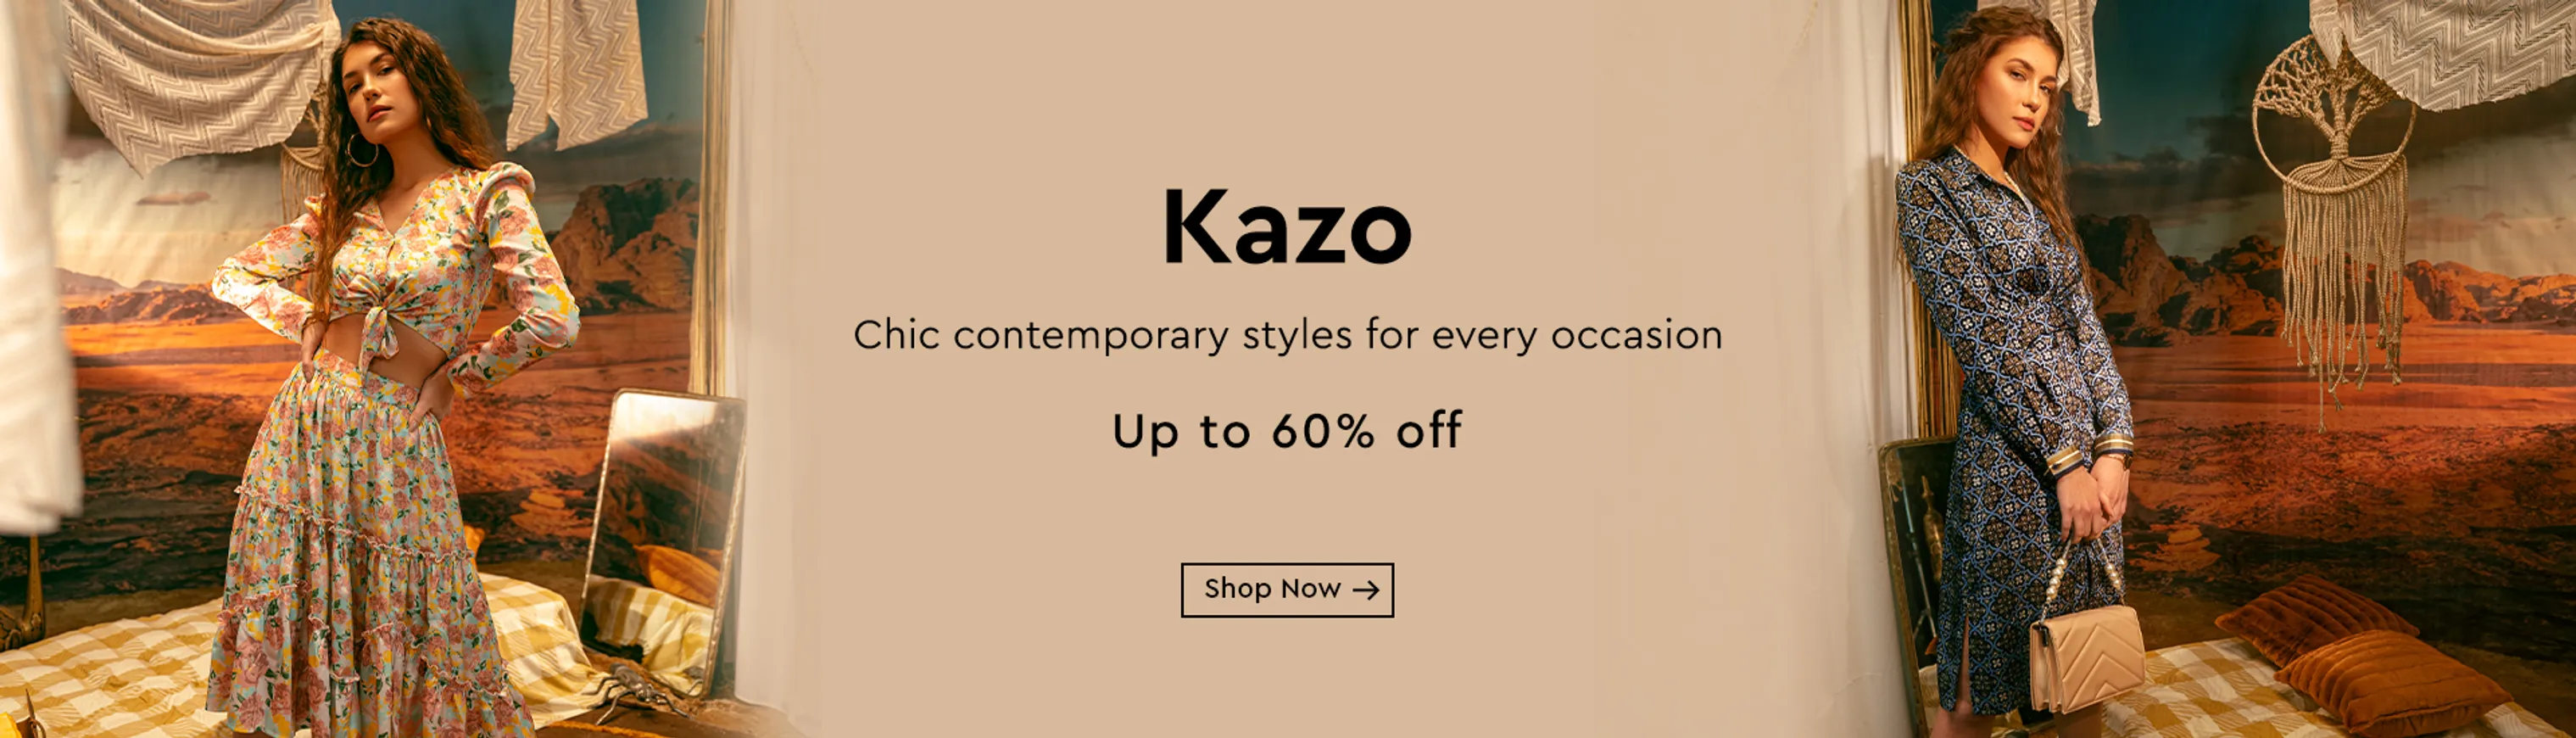 Kazo
Chic contemporary styles for every occasion
Up to 60% off
Shop Now →